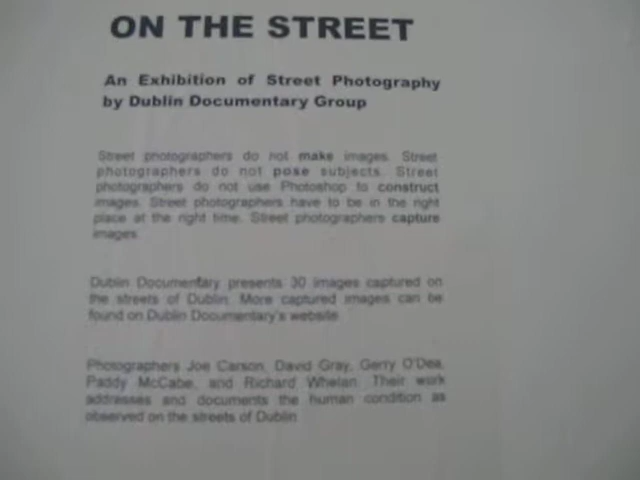 ON THE STREET
An Exhibition of Street Photography
by Dublin Documentary Group
Street photographers do not make images. Street
photographers do not pose subjects. Street
photographers do not use Photoshop to construct
images. Street photographers have to be in the right
place at the right time. Street photographers capture
images.
Dublin Documentary presents 30 images captured on
the streets of Dublin. More captured images can be
found on Dublin Documentary's website.
Photographers Joe Carson, David Gray, Gerry O'Dea,
Paddy McCabe, and Richard Whelan. Their work
addresses and documents the human condition as
observed on the streets of Dublin.